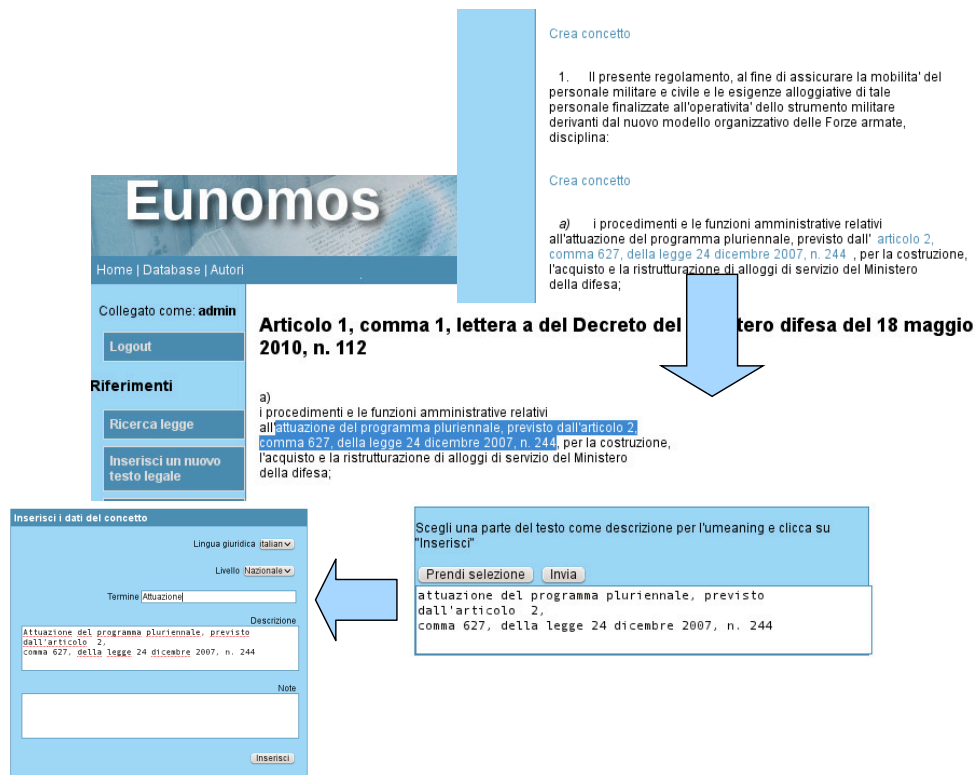 Crea concetto
1. Il presente regolamento, al fine di assicurare la mobilita' del
personale militare e civile e le esigenze alloggiative di tale
personale finalizzate all'operativita' dello strumento militare
derivanti dal nuovo modello organizzativo delle Forze armate,
disciplina:
Crea concetto
a) i procedimenti e le funzioni amministrative relativi
all'attuazione del programma pluriennale, previsto dall' articolo 2,
comma 627, della legge 24 dicembre 2007, n. 244 , per la costruzione,
l'acquisto e la ristrutturazione di alloggi di servizio del Ministero
della difesa;
Eunomos
Home | Database | Autori
Collegato come: admin
Logout
Riferimenti
Ricerca legge
Inserisci un nuovo
testo legale
Articolo 1, comma 1, lettera a del Decreto del tero difesa del 18 maggio
2010, n. 112
a)
i procedimenti e le funzioni amministrative relativi
all'attuazione del programma pluriennale, previsto dall'articolo 2,
comma 627, della legge 24 dicembre 2007, n. 244, per la costruzione,
l'acquisto e la ristrutturazione di alloggi di servizio del Ministero
della difesa;
Scegli una parte del testo come descrizione per l'umeaning e clicca su
"Inserisci"
Prendi selezione Invia
attuazione del programma pluriennale, previsto
dall'articolo 2,
comma 627, della legge 24 dicembre 2007, n. 244
Inserisci i dati del concetto
Lingua giuridica italian
Livello Nazionale
Termine Attuazione
Descrizione
Attuazione del programma pluriennale, previsto
dall'articolo 2,
comma 627, della legge 24 dicembre 2007, n. 244
Note
Inserisci